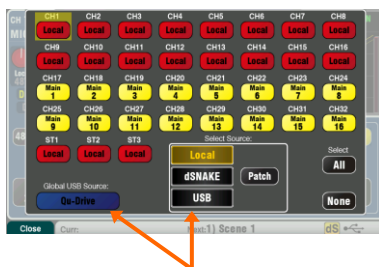 CH1 CH2 CH3 CH4 CH5 CH6 CH7 CH8
Local Local Local Local Local Local Local Local
CH9 CH10 CH11 CH12 CH13 CH14 CH15 CH16
Local Local Local Local Local Local Local Local
CH17 CH18 CH19 CH20 CH21 CH22 CH23 CH24
Main 2 Main 3 Main 4 Main 5 Main 6 Main 7 Main 8
CH25 CH26 CH27 CH28 CH29 CH30 CH31 CH32
Main 9 Main 10 Main 11 Main 12 Main 13 Main 14 Main 15 Main 16
ST1 ST2 ST3 Select Source:
Local Local Local Local Select
All
dSNAKE Patch
Global USB Source:
Qu-Drive USB None
Close Curr: Next: 1) Scene 1 dS